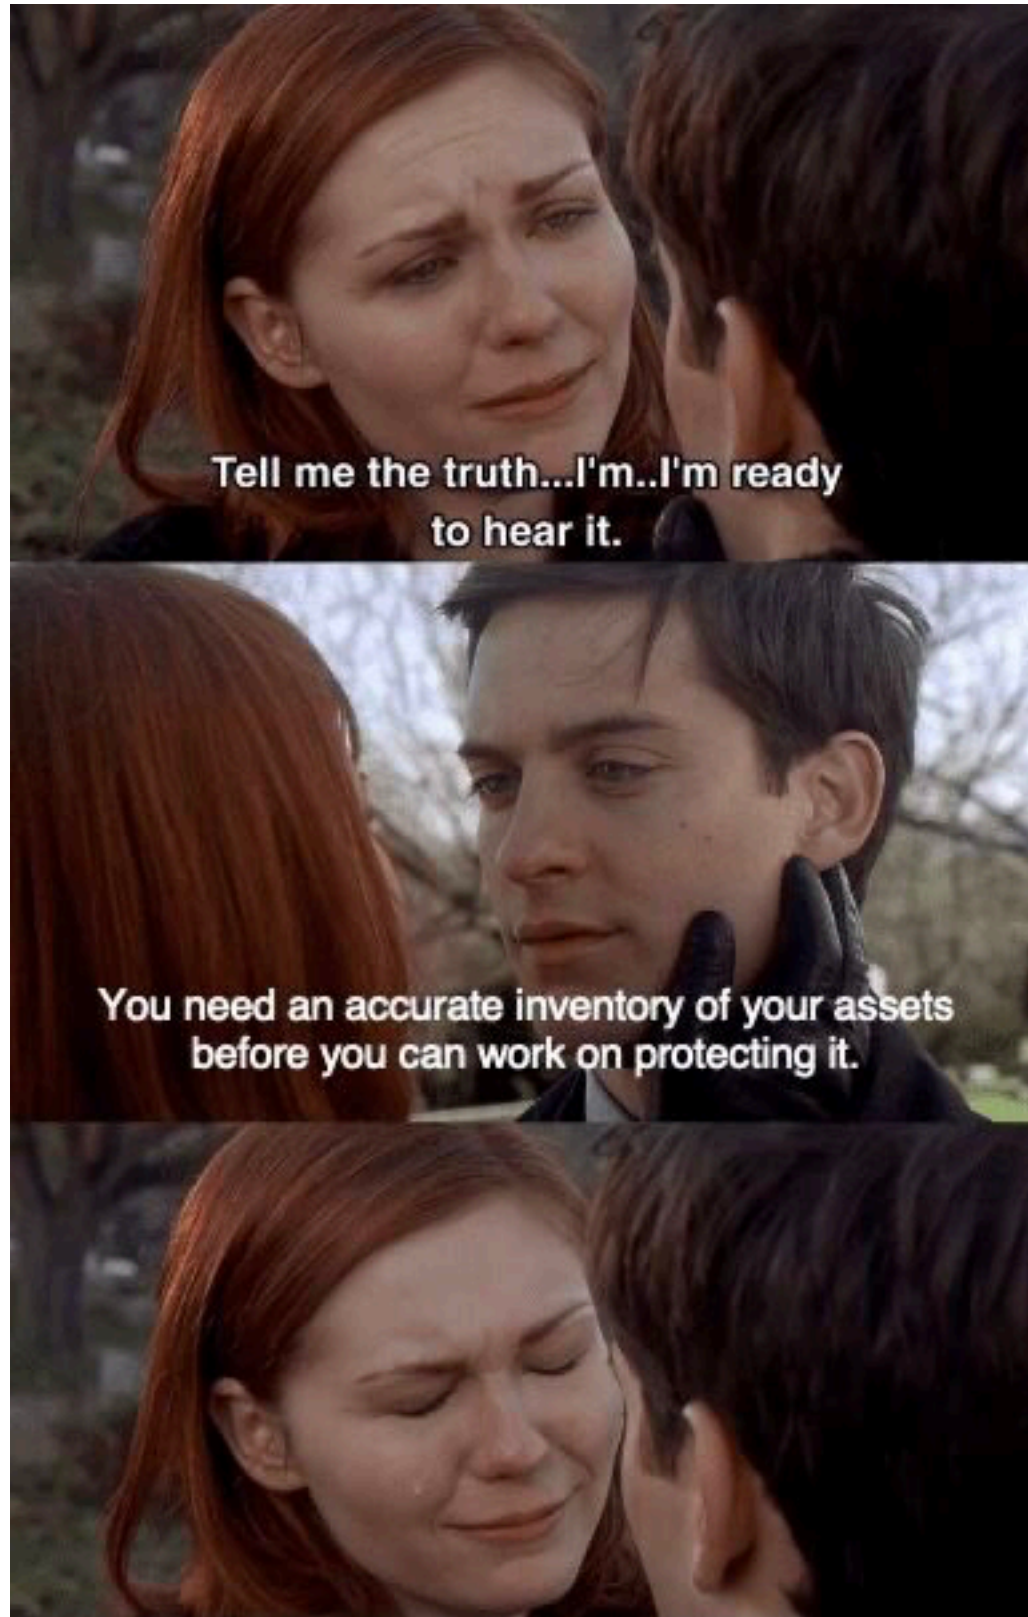 Tell me the truth...I'm..I'm ready
to hear it.
You need an accurate inventory of your assets
before you can work on protecting it.